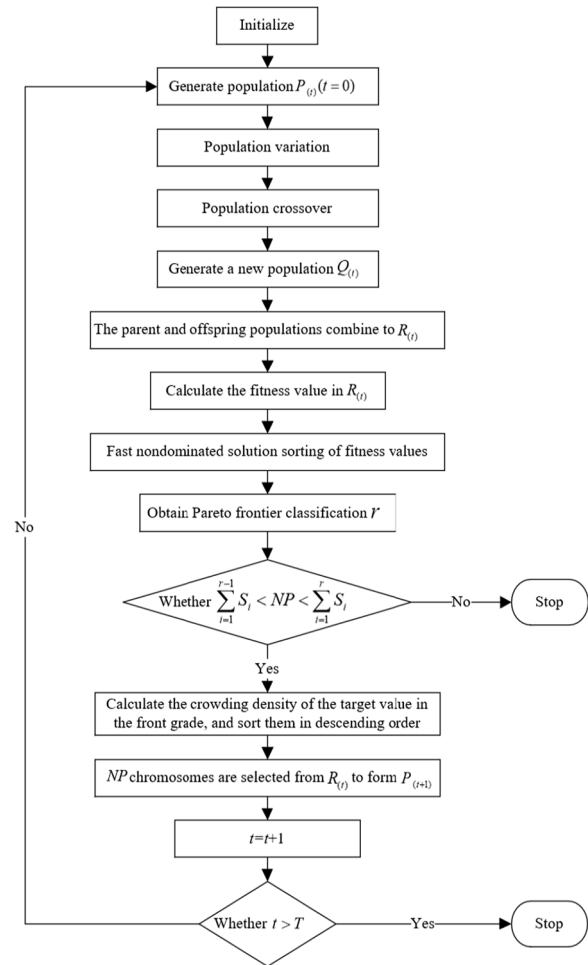 Initialize
Generate population P(t)(t=0)
Population variation
Population crossover
Generate a new population Q(t)
The parent and offspring populations combine to R(t)
Calculate the fitness value in R(t)
Fast nondominated solution sorting of fitness values
Obtain Pareto frontier classification r
No
Whether \sum_{i=1}^{r-1} S_i < NP < \sum_{i=1}^{r} S_i
No
Stop
Yes
Calculate the crowding density of the target value in
the front grade, and sort them in descending order
NP chromosomes are selected from R(t) to form P(t+1)
t=t+1
Whether t > T
Yes
Stop